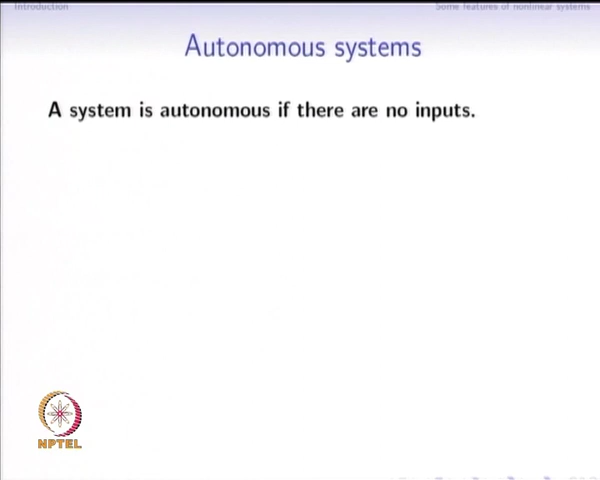 Introduction
Some features of nonlinear systems
Autonomous systems
A system is autonomous if there are no inputs.
NPTEL